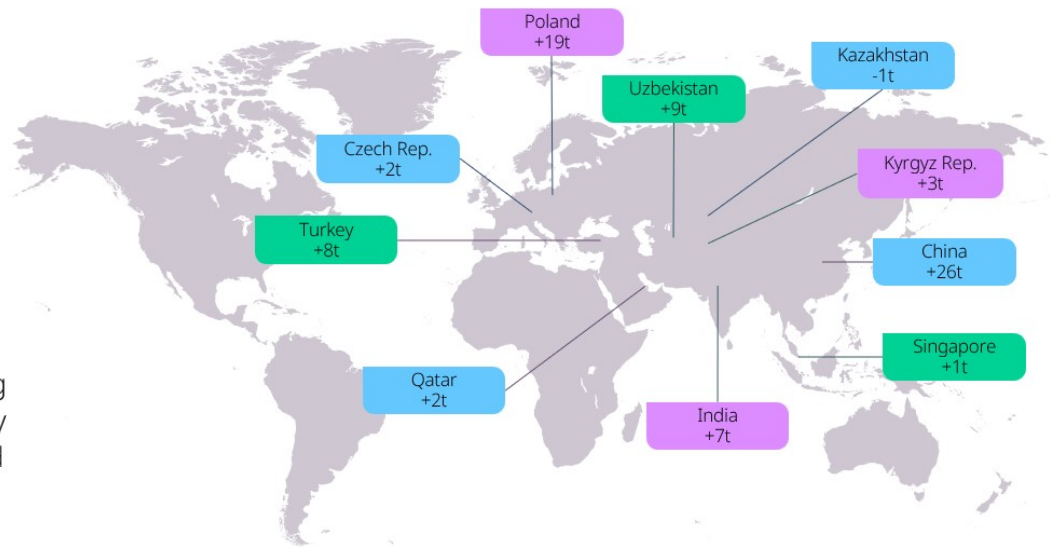 Poland
+19t
Kazakhstan
-1t
Uzbekistan
+9t
Czech Rep.
+2t
Kyrgyz Rep.
+3t
Turkey
+8t
China
+26t
Singapore
+1t
Qatar
+2t
India
+7t